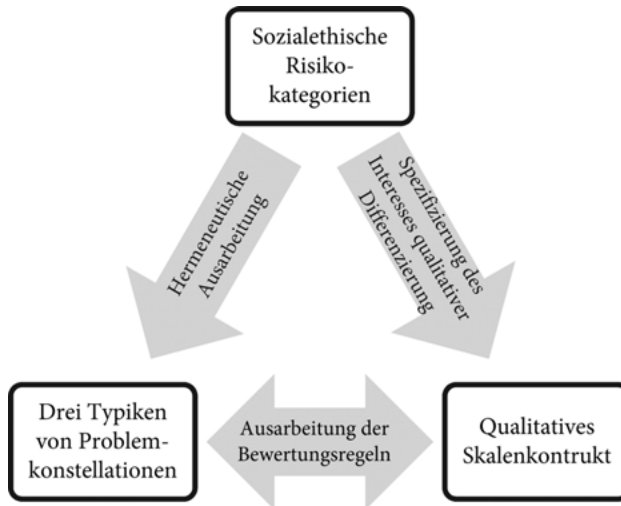 Sozialethische
Risiko-
kategorien
Hermeneutische
Ausarbeitung
Spezifizierung des
Interesses qualitativer
Differenzierung
Drei Typiken
von Problem-
konstellationen
Ausarbeitung der
Bewertungsregeln
Qualitatives
Skalenkontrukt